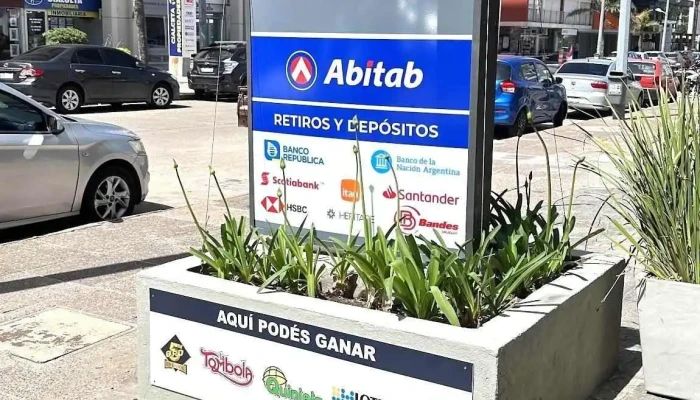 Abitab
RETIROS Y DEPÓSITOS
BANCO
REPÚBLICA
Banco de la
Nación Argentina
Scotiabank
itaú
Santander
HSBC
HERITAGE
Bandes
URUGUAY
AQUÍ PODÉS GANAR
TÓMBOLA
Quiniela